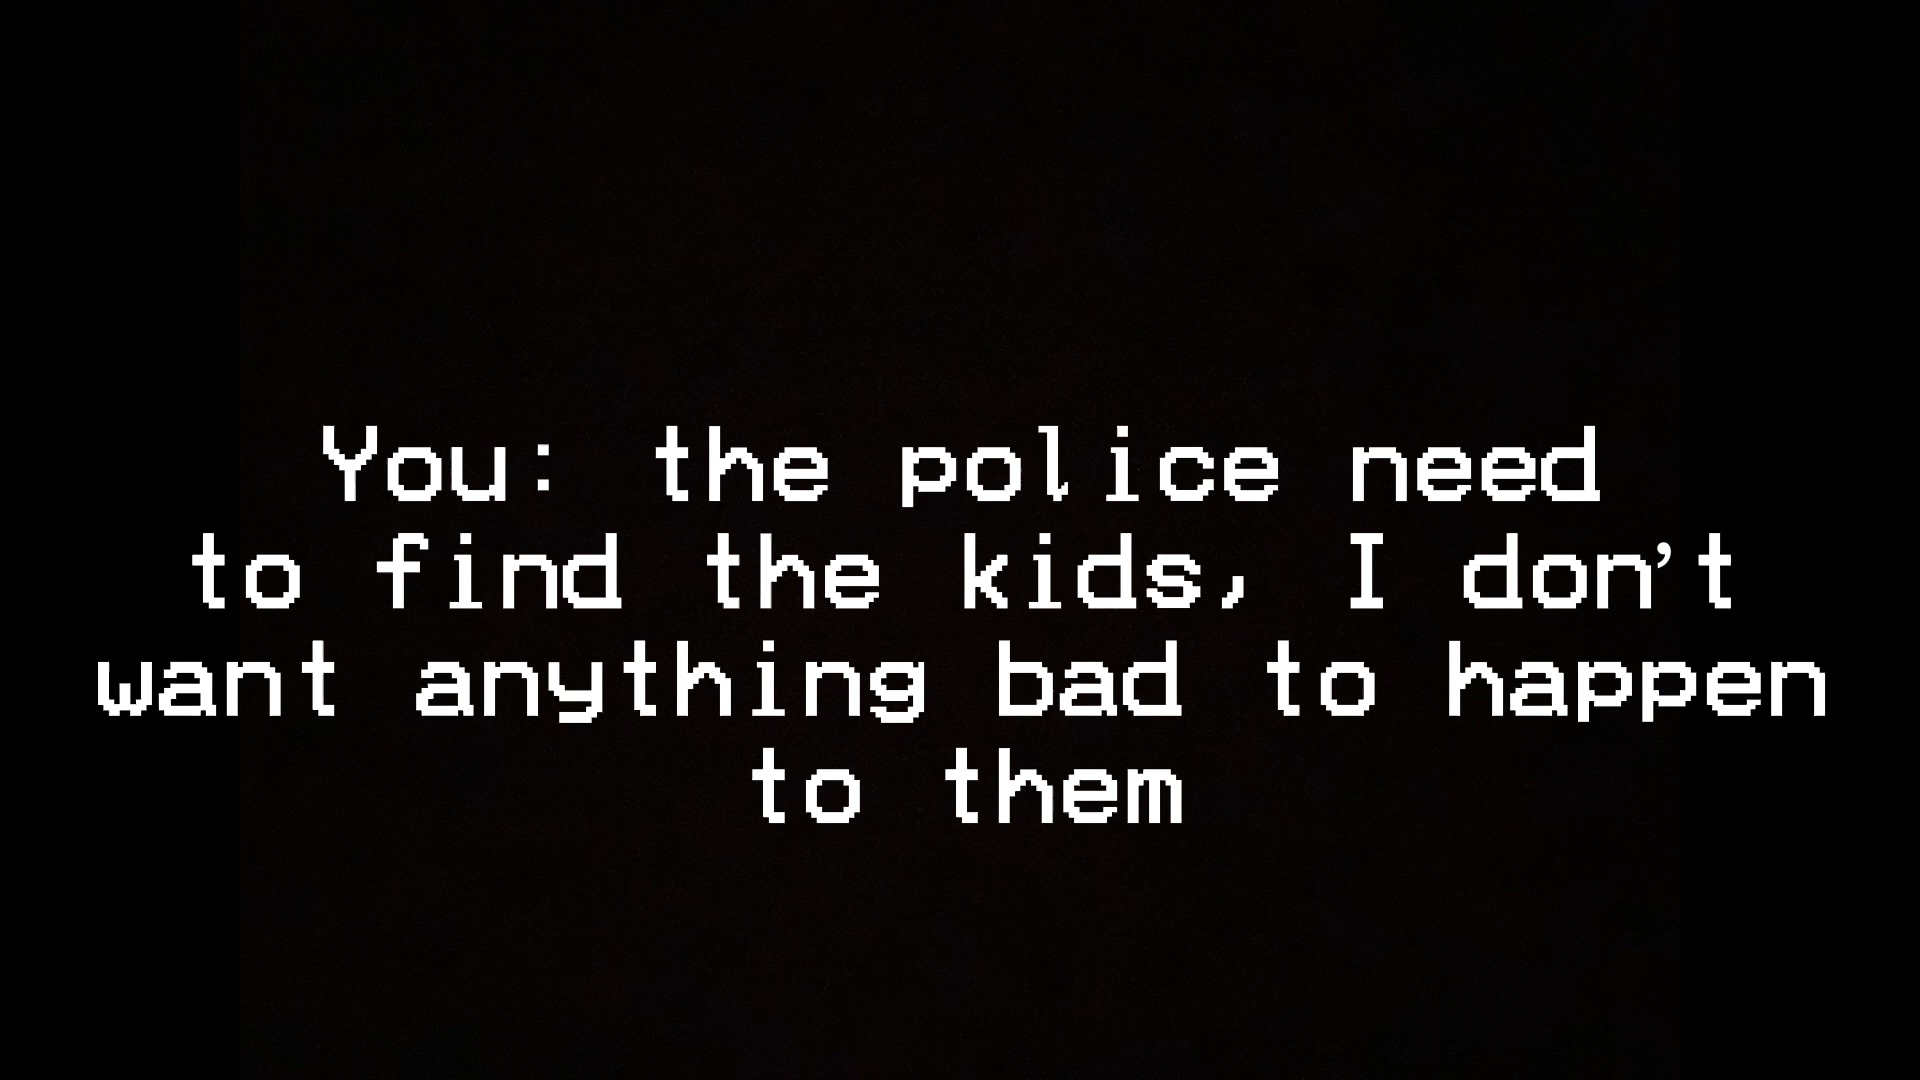 You: the police need
to find the kids, I don’t
want anything bad to happen
to them